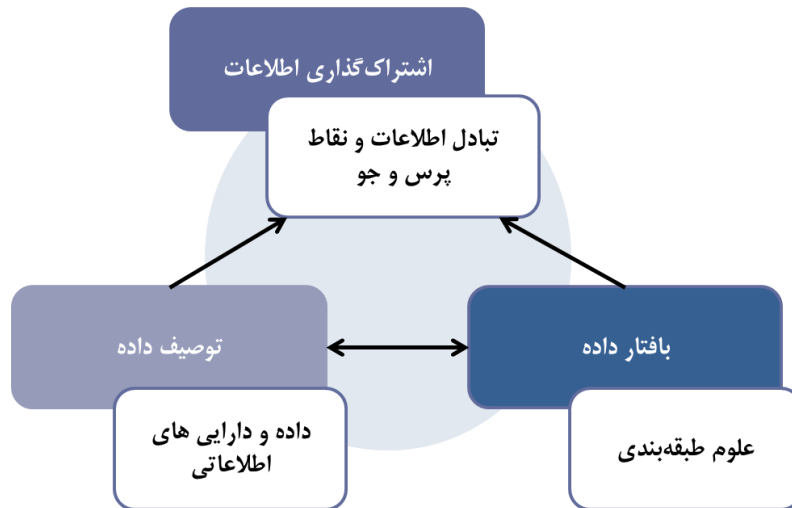 اشتراک‌گذاری اطلاعات
تبادل اطلاعات و نقاط
پرس و جو
بافتار داده
توصیف داده
علوم طبقه‌بندی
داده و دارایی های
اطلاعاتی